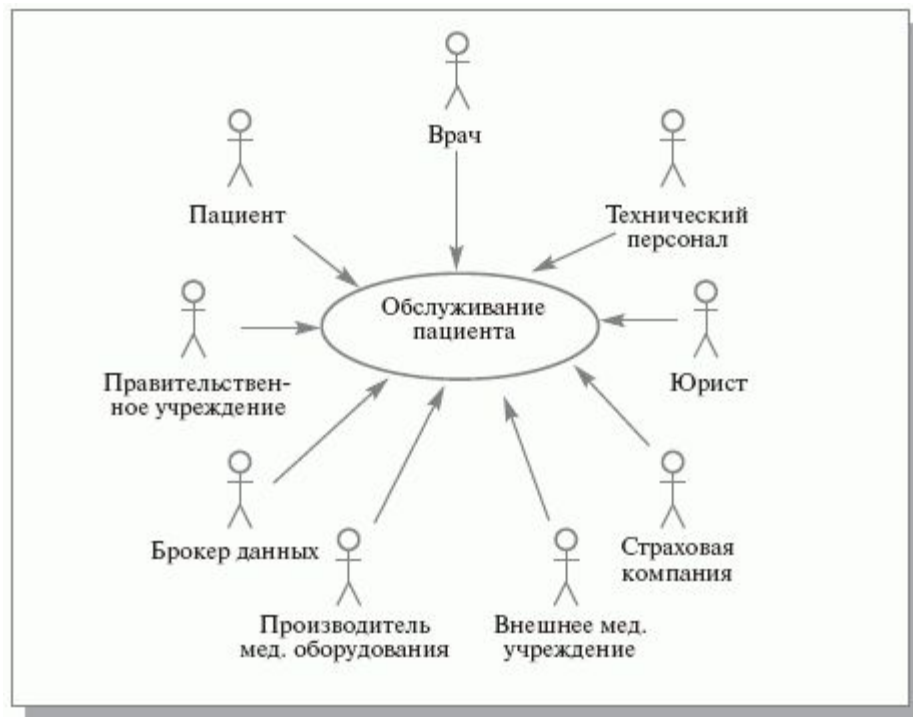 Врач
Пациент
Технический
персонал
Обслуживание
пациента
Правительствен-
ное учреждение
Юрист
Брокер данных
Страховая
компания
Производитель
мед. оборудования
Внешнее мед.
учреждение